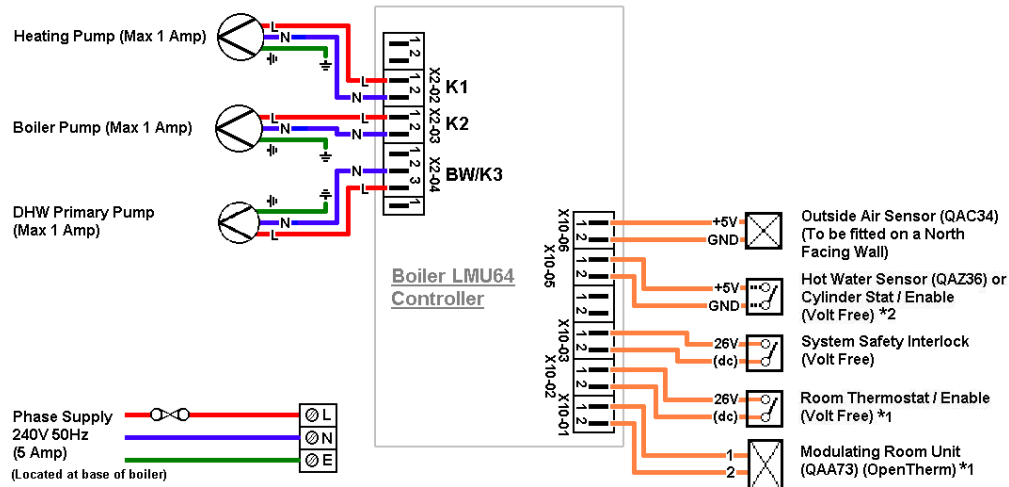 Heating Pump (Max 1 Amp)
L
N
L
N
1
2
1
2
X2-02
K1
Boiler Pump (Max 1 Amp)
L
N
L
N
1
2
X2-03
K2
DHW Primary Pump
(Max 1 Amp)
N
L
N
L
1
2
3
X2-04
BW/K3
1
Boiler LMU64
Controller
X10-06
1
2
+5V
GND
Outside Air Sensor (QAC34)
(To be fitted on a North
Facing Wall)
X10-05
1
2
+5V
GND
Hot Water Sensor (QAZ36) or
Cylinder Stat / Enable
(Volt Free) *2
1
2
X10-03
1
2
26V
(dc)
System Safety Interlock
(Volt Free)
X10-02
1
2
26V
(dc)
Room Thermostat / Enable
(Volt Free) *1
X10-01
1
2
1
2
Modulating Room Unit
(QAA73) (OpenTherm) *1
Phase Supply
240V 50Hz
(5 Amp)
(Located at base of boiler)
L
N
E